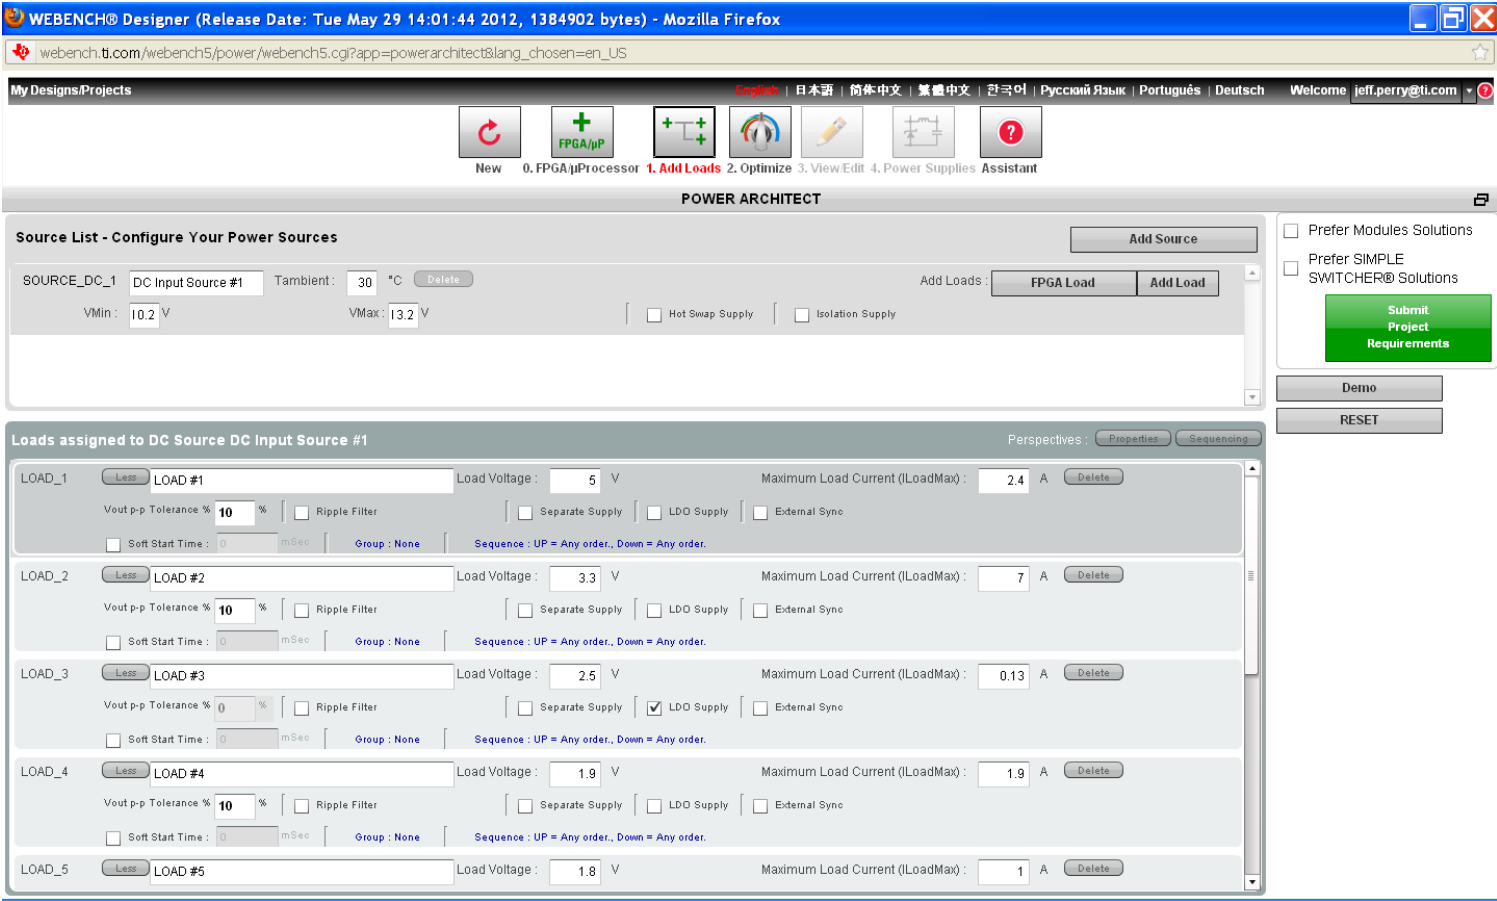 WEBENCH® Designer (Release Date: Tue May 29 14:01:44 2012, 1384902 bytes) - Mozilla Firefox
webench.ti.com/webench5/power/webench5.cgi?app=powerarchitect&lang_chosen=en_US
My Designs/Projects English | 日本語 | 简体中文 | 繁體中文 | 한국어 | Русский Язык | Português | Deutsch Welcome jeff.perry@ti.com ?
FPGA/µP ?
New 0. FPGA/µProcessor 1. Add Loads 2. Optimize 3. View/Edit 4. Power Supplies Assistant
POWER ARCHITECT
Source List - Configure Your Power Sources Add Source
SOURCE_DC_1 DC Input Source #1 Tambient: 30 °C Delete Add Loads : FPGA Load Add Load
VMin : 10.2 V VMax : 13.2 V Hot Swap Supply Isolation Supply
Prefer Modules Solutions
Prefer SIMPLE
SWITCHER® Solutions
Submit
Project
Requirements
Demo
RESET
Loads assigned to DC Source DC Input Source #1 Perspectives : Properties Sequencing
LOAD_1 Less LOAD #1 Load Voltage : 5 V Maximum Load Current (ILoadMax) : 2.4 A Delete
Vout p-p Tolerance % 10 % Ripple Filter Separate Supply LDO Supply External Sync
Soft Start Time : 0 mSec Group : None Sequence : UP = Any order., Down = Any order.
LOAD_2 Less LOAD #2 Load Voltage : 3.3 V Maximum Load Current (ILoadMax) : 7 A Delete
Vout p-p Tolerance % 10 % Ripple Filter Separate Supply LDO Supply External Sync
Soft Start Time : 0 mSec Group : None Sequence : UP = Any order., Down = Any order.
LOAD_3 Less LOAD #3 Load Voltage : 2.5 V Maximum Load Current (ILoadMax) : 0.13 A Delete
Vout p-p Tolerance % 0 % Ripple Filter Separate Supply LDO Supply External Sync
Soft Start Time : 0 mSec Group : None Sequence : UP = Any order., Down = Any order.
LOAD_4 Less LOAD #4 Load Voltage : 1.9 V Maximum Load Current (ILoadMax) : 1.9 A Delete
Vout p-p Tolerance % 10 % Ripple Filter Separate Supply LDO Supply External Sync
Soft Start Time : 0 mSec Group : None Sequence : UP = Any order., Down = Any order.
LOAD_5 Less LOAD #5 Load Voltage : 1.8 V Maximum Load Current (ILoadMax) : 1 A Delete